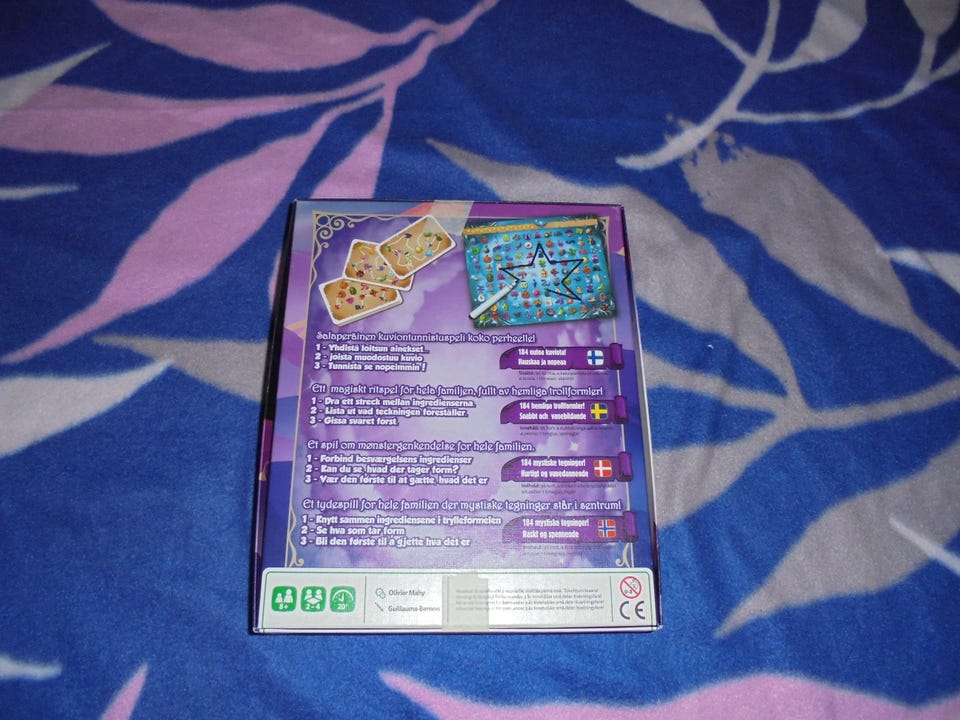 Salaperäinen kuviontunnistuspeli koko perheelle!
1 - Yhdistä loitsun ainekset...
2 - joista muodostuu kuvio
3 - Tunnista se nopeimmin!
184 outoa kuviota!
Hauskaa ja nopeaa
Ett magiskt ritspel för hela familjen, fullt av hemliga trollformler!
1 - Dra ett streck mellan ingredienserna.
2 - Lista ut vad teckningen föreställer.
3 - Gissa svaret först.
184 hemliga trollformler!
Snabbt och vanebildande
Et spil om mønstergenkendelse for hele familien.
1 - Forbind besværgelsens ingredienser
2 - Kan du se, hvad der tager form?
3 - Vær den første til at gætte, hvad det er
184 mystiske tegninger!
Hurtigt og vanedannende
Et tydespill for hele familien der mystiske tegninger står i sentrum!
1 - Knytt sammen ingrediensene i trylleformelen
2 - Se hva som tar form
3 - Bli den første til å gjette hva det er
184 mystiske tegninger!
Raskt og spennende
8+
2-4
20'
Olivier Mahy
Guillaume
0-3
CE